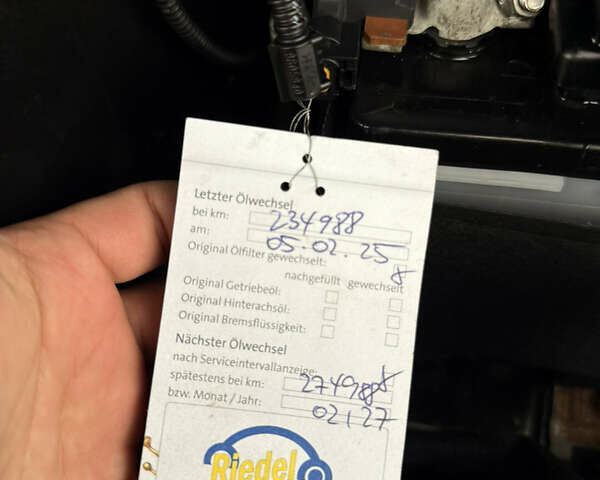 Letzter Ölwechsel
bei km: 234988
am: 05.02.25
Original Ölfilter gewechselt:
nachgefüllt gewechselt
Original Getriebeöl:
Original Hinterachsöl:
Original Bremsflüssigkeit:
Nächster Ölwechsel
nach Serviceintervallanzeige:
spätestens bei km: 274988
bzw. Monat / Jahr: 02/27
Riedel